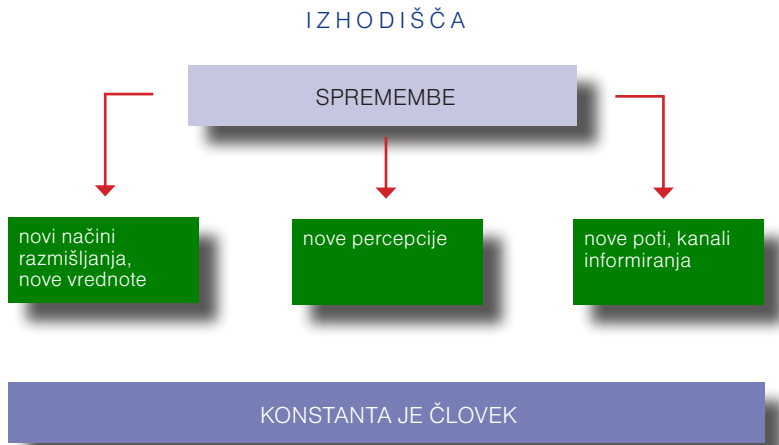 IZHODIŠČA
SPREMEMBE
novi načini
razmišljanja,
nove vrednote
nove percepcije
nove poti, kanali
informiranja
KONSTANTA JE ČLOVEK